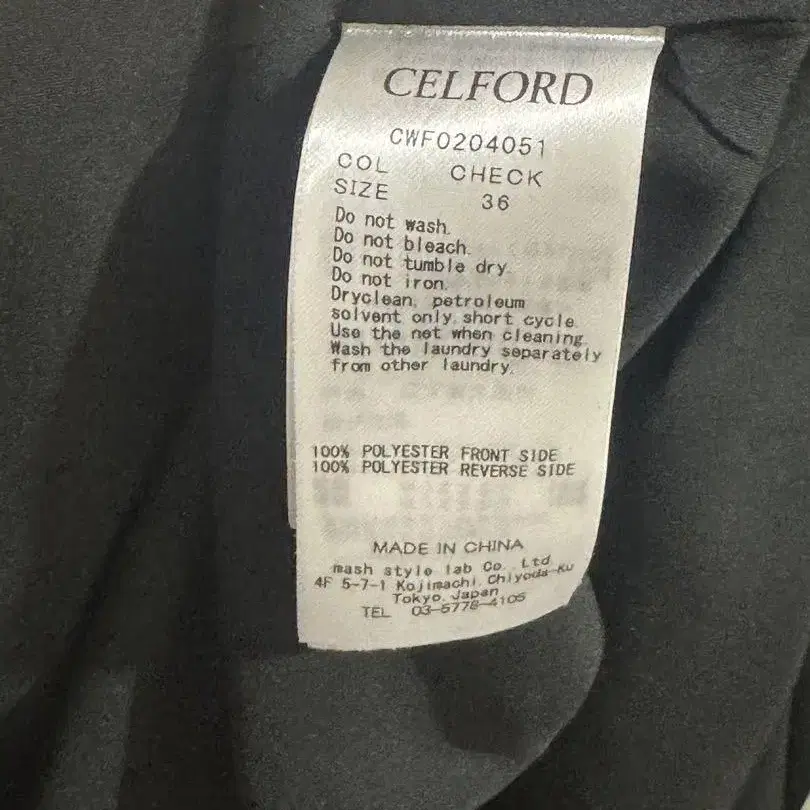 CELFORD
CWF0204051
COL CHECK
SIZE 36
Do not wash.
Do not bleach.
Do not tumble dry.
Do not iron.
Dryclean, petroleum
solvent only, short cycle.
Use the net when cleaning.
Wash the laundry separately
from other laundry.
100% POLYESTER FRONT SIDE
100% POLYESTER REVERSE SIDE
MADE IN CHINA
mash style lab Co., Ltd.
4F 5-7-1 Kojimachi, Chiyoda-Ku
Tokyo, Japan
TEL 03-5778-4105